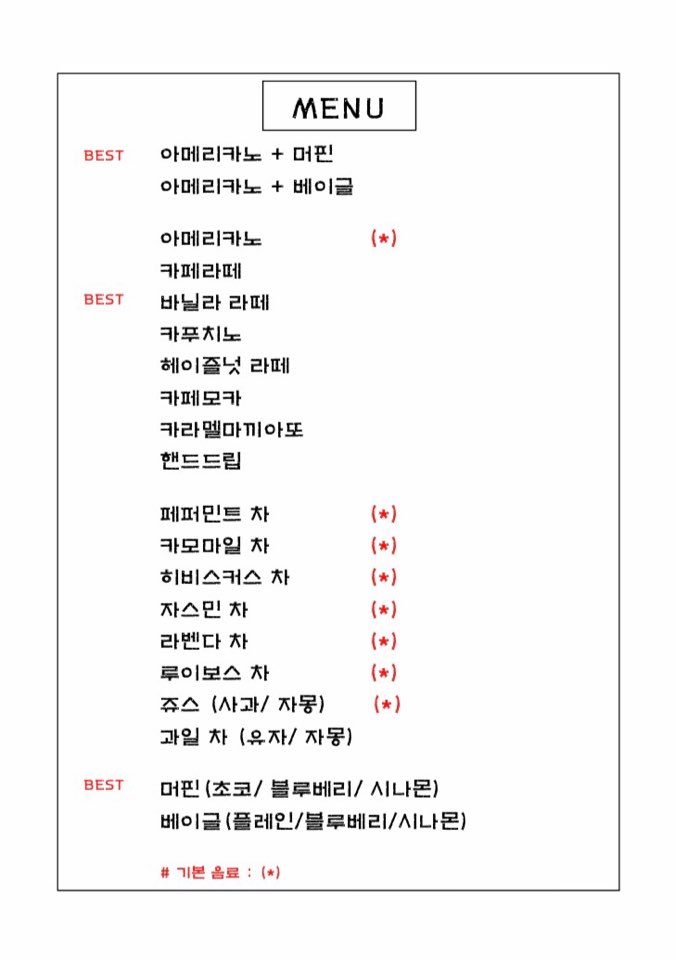 MENU
BEST 아메리카노 + 머핀
아메리카노 + 베이글
아메리카노 (*)
카페라떼
BEST 바닐라 라떼
카푸치노
헤이즐넛 라떼
카페모카
카라멜마끼아또
핸드드립
페퍼민트 차 (*)
카모마일 차 (*)
히비스커스 차 (*)
자스민 차 (*)
라벤다 차 (*)
루이보스 차 (*)
쥬스 (사과/ 자몽) (*)
과일 차 (유자/ 자몽)
BEST 머핀(초코/ 블루베리/ 시나몬)
베이글(플레인/블루베리/시나몬)
# 기본 음료 : (*)